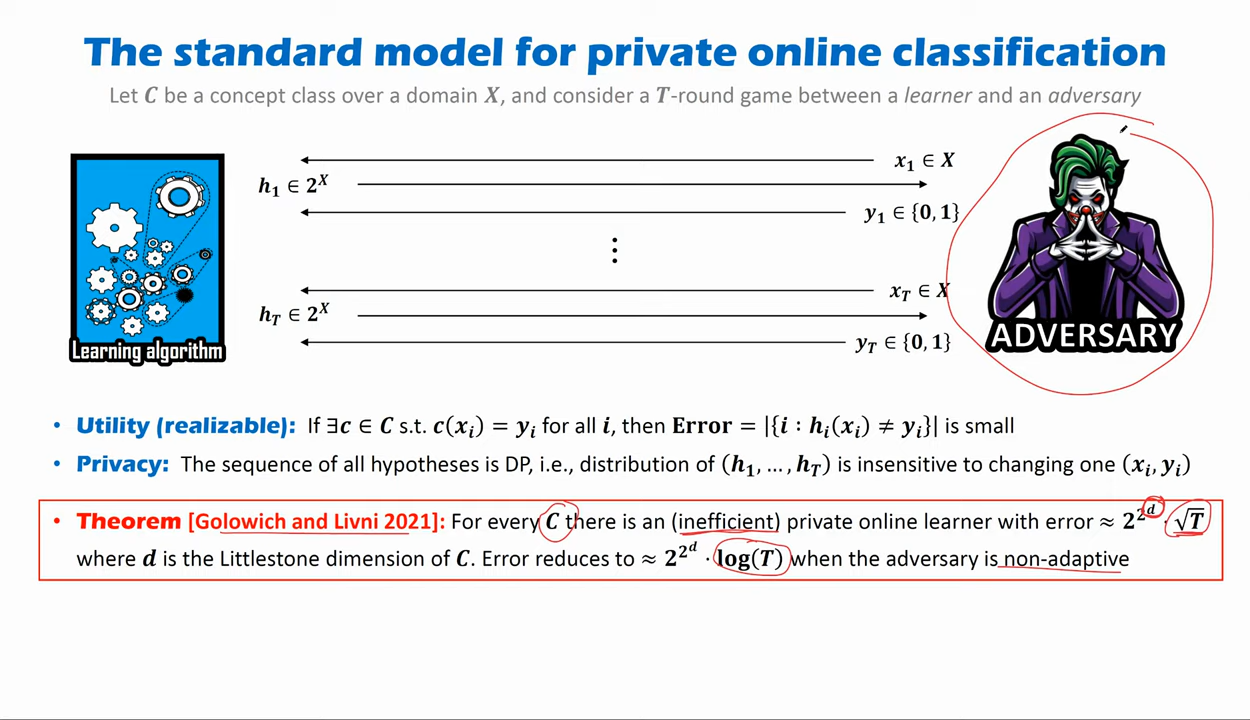 The standard model for private online classification
Let C be a concept class over a domain X, and consider a T-round game between a learner and an adversary
x₁ ∈ X
h₁ ∈ 2ˣ
y₁ ∈ {0, 1}
⋮
x_T ∈ X
h_T ∈ 2ˣ
y_T ∈ {0, 1}
Learning algorithm
ADVERSARY
• Utility (realizable): If ∃c ∈ C s.t. c(xᵢ) = yᵢ for all i, then Error = |{i : hᵢ(xᵢ) ≠ yᵢ}| is small
• Privacy: The sequence of all hypotheses is DP, i.e., distribution of (h₁, …, h_T) is insensitive to changing one (xᵢ, yᵢ)
• Theorem [Golowich and Livni 2021]: For every C there is an (inefficient) private online learner with error ≈ 2^{2^d} · √T
where d is the Littlestone dimension of C. Error reduces to ≈ 2^{2^d} · log(T) when the adversary is non-adaptive